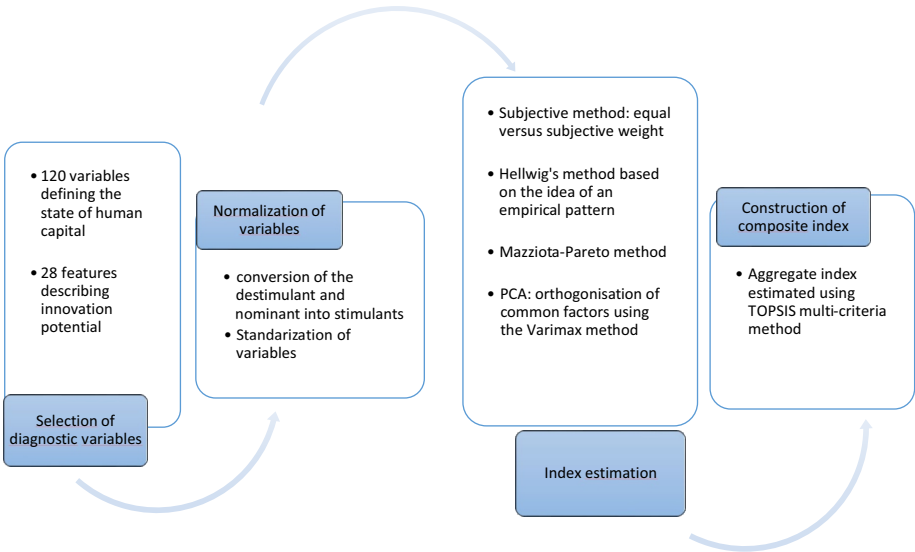 • 120 variables
defining the
state of human
capital
• 28 features
describing
innovation
potential
Selection of
diagnostic variables
Normalization of
variables
• conversion of the
destimulant and
nominant into stimulants
• Standarization of
variables
• Subjective method: equal
versus subjective weight
• Hellwig's method based
on the idea of an
empirical pattern
• Mazziota-Pareto method
• PCA: orthogonisation of
common factors using
the Varimax method
Index estimation
Construction of
composite index
• Aggregate index
estimated using
TOPSIS multi-criteria
method